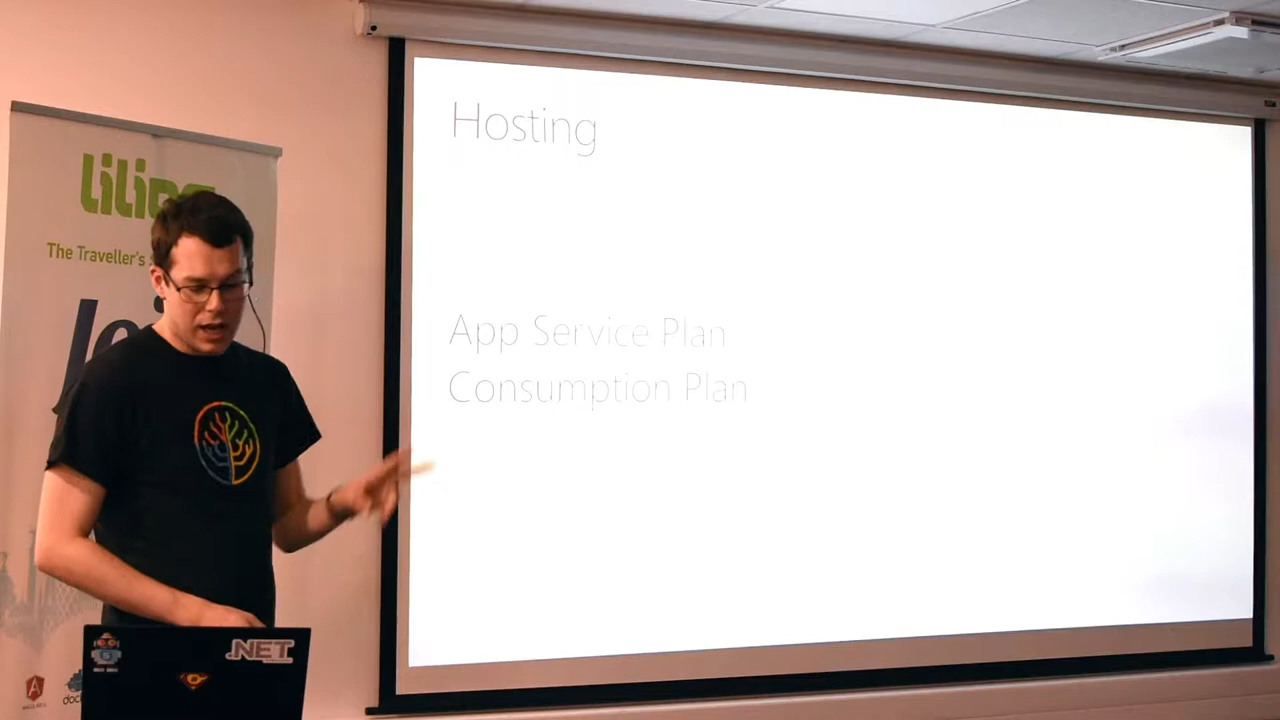 Hosting
App Service Plan
Consumption Plan
The Traveller's
.NET